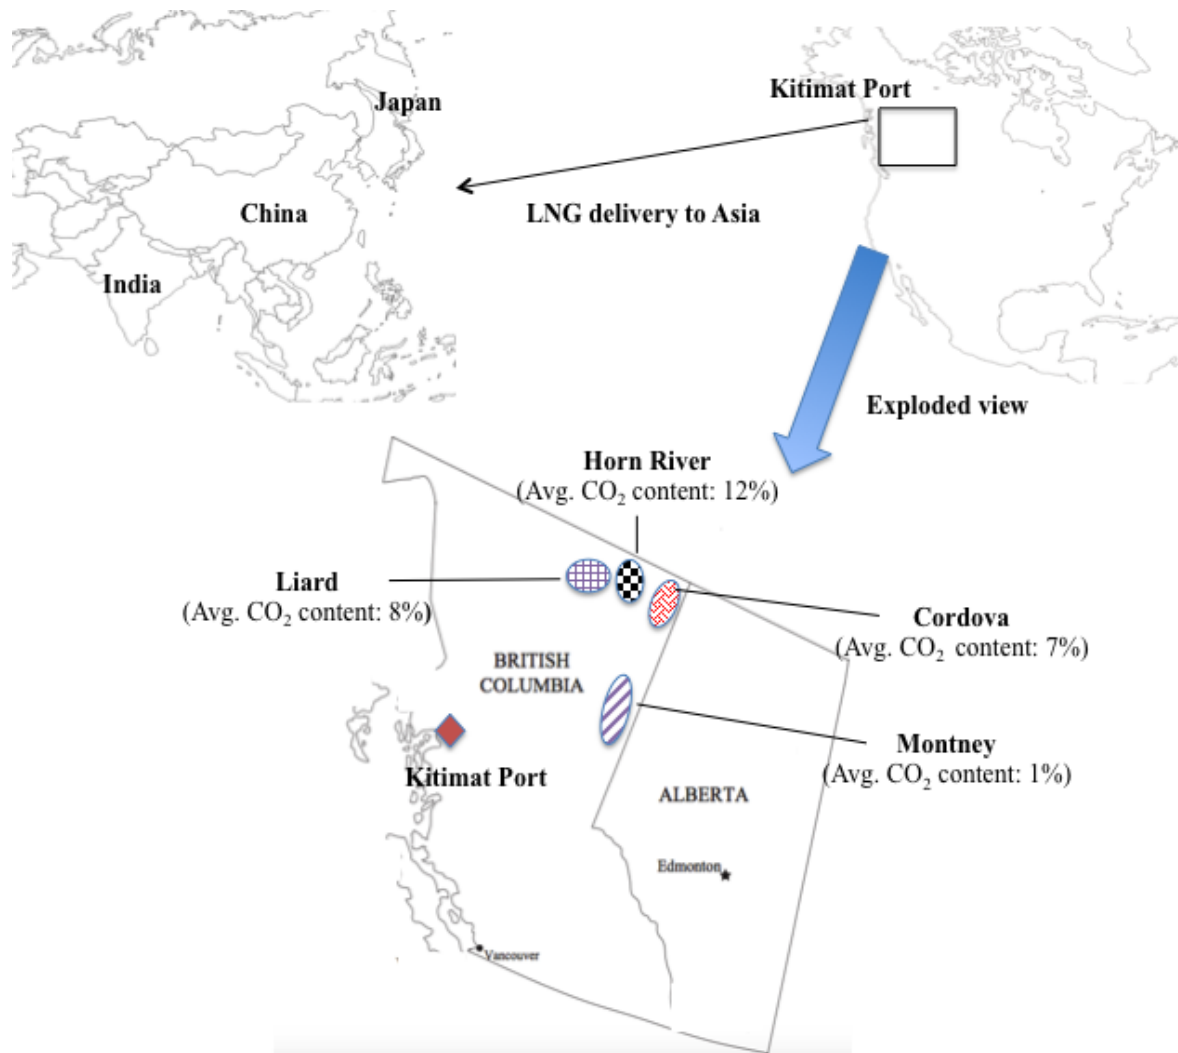 Japan
China
India
Kitimat Port
LNG delivery to Asia
Exploded view
Horn River
(Avg. CO₂ content: 12%)
Liard
(Avg. CO₂ content: 8%)
Cordova
(Avg. CO₂ content: 7%)
BRITISH
COLUMBIA
Montney
(Avg. CO₂ content: 1%)
Kitimat Port
ALBERTA
Edmonton
Vancouver